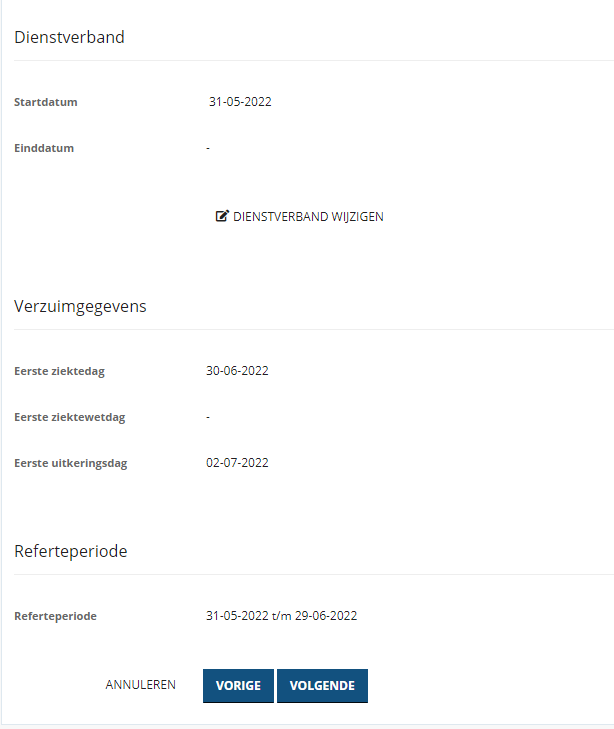 Dienstverband
Startdatum 31-05-2022
Einddatum -
DIENSTVERBAND WIJZIGEN
Verzuimgegevens
Eerste ziektedag 30-06-2022
Eerste ziektewetdag -
Eerste uitkeringsdag 02-07-2022
Referteperiode
Referteperiode 31-05-2022 t/m 29-06-2022
ANNULEREN VORIGE VOLGENDE